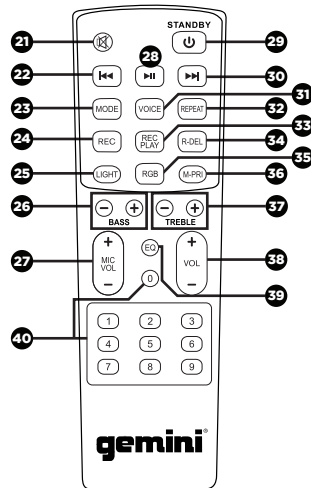 STANDBY
21
28
29
22
30
31
23
MODE
VOICE
REPEAT
32
33
24
REC
REC PLAY
R-DEL
34
35
25
LIGHT
RGB
M-PRI
36
26
BASS
TREBLE
37
+
+
27
MIC VOL
EQ
VOL
38
−
−
39
0
40
1 2 3
4 5 6
7 8 9
gemini®